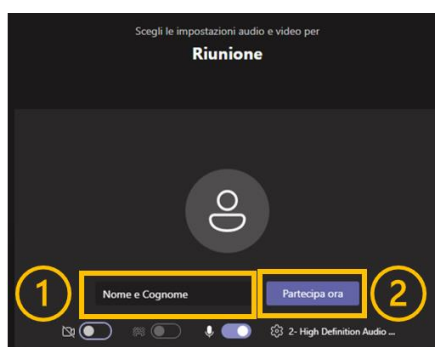 Scegli le impostazioni audio e video per
Riunione
1
Nome e Cognome
Partecipa ora
2
2- High Definition Audio ...